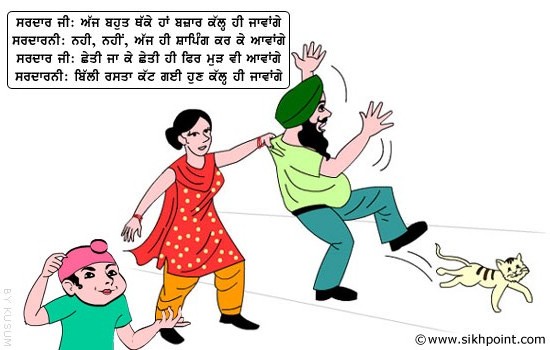 ਸਰਦਾਰ ਜੀ: ਅੱਜ ਬਹੁਤ ਥੱਕੇ ਹਾਂ ਬਜ਼ਾਰ ਕੱਲ੍ਹ ਹੀ ਜਾਵਾਂਗੇ
ਸਰਦਾਰਨੀ: ਨਹੀ, ਨਹੀਂ, ਅੱਜ ਹੀ ਸ਼ਾਪਿੰਗ ਕਰ ਕੇ ਆਵਾਂਗੇ
ਸਰਦਾਰ ਜੀ: ਛੇਤੀ ਜਾ ਕੇ ਛੇਤੀ ਹੀ ਫਿਰ ਮੁੜ ਵੀ ਆਵਾਂਗੇ
ਸਰਦਾਰਨੀ: ਬਿੱਲੀ ਰਸਤਾ ਕੱਟ ਗਈ ਹੁਣ ਕੱਲ੍ਹ ਹੀ ਜਾਵਾਂਗੇ
BY KUSUM
© www.sikhpoint.com